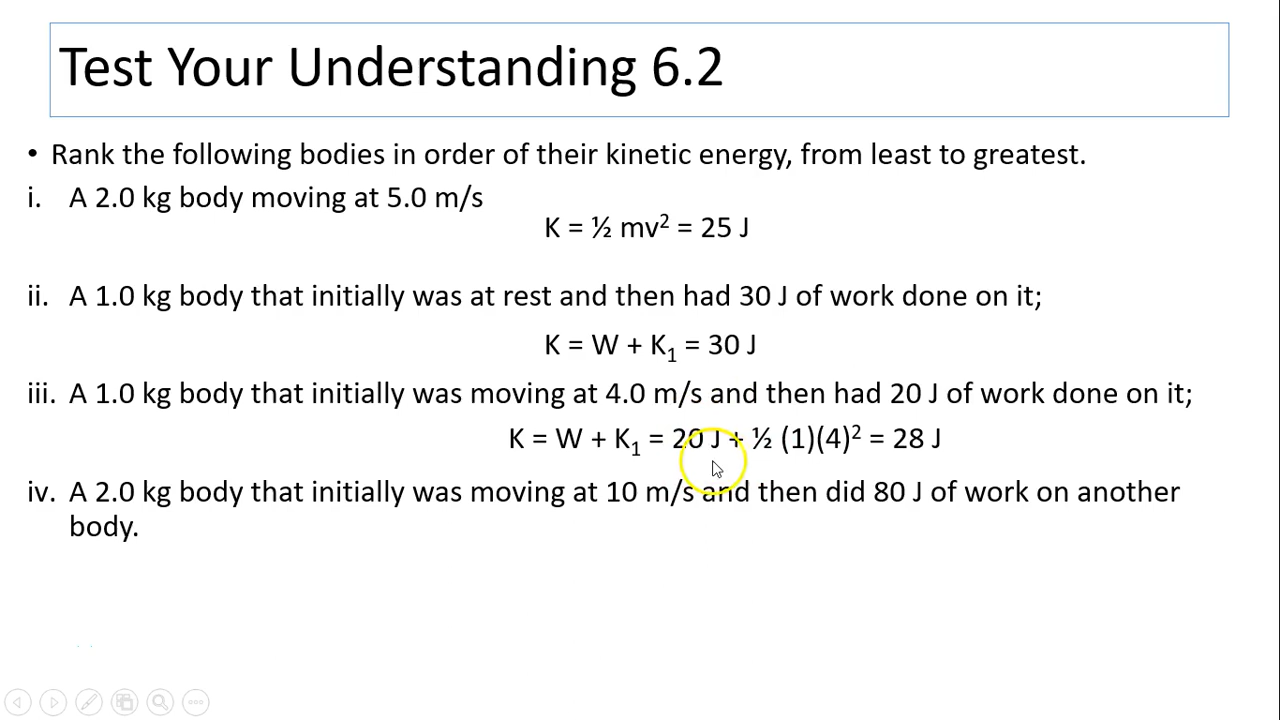 Test Your Understanding 6.2
• Rank the following bodies in order of their kinetic energy, from least to greatest.
i. A 2.0 kg body moving at 5.0 m/s
K = ½ mv² = 25 J
ii. A 1.0 kg body that initially was at rest and then had 30 J of work done on it;
K = W + K₁ = 30 J
iii. A 1.0 kg body that initially was moving at 4.0 m/s and then had 20 J of work done on it;
K = W + K₁ = 20 J + ½ (1)(4)² = 28 J
iv. A 2.0 kg body that initially was moving at 10 m/s and then did 80 J of work on another
body.